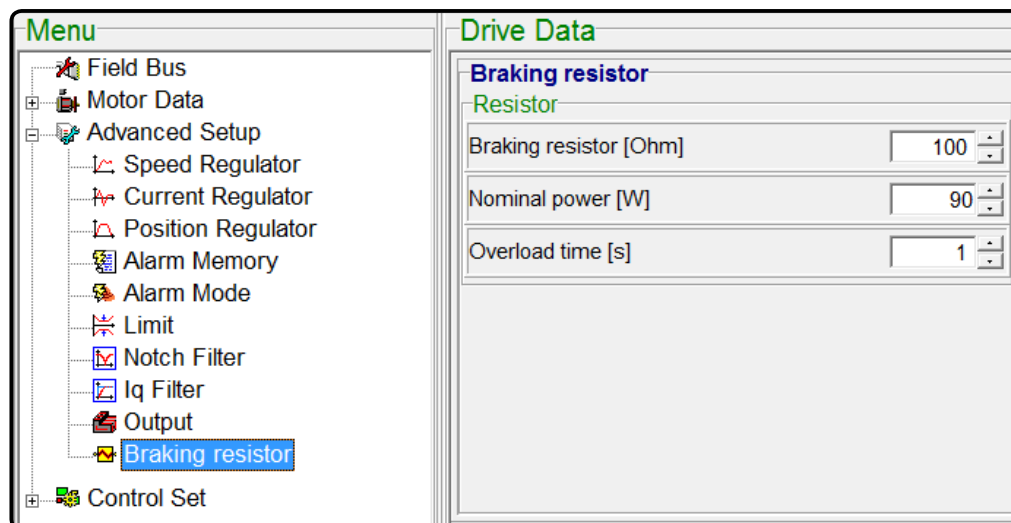 Menu
Field Bus
Motor Data
Advanced Setup
Speed Regulator
Current Regulator
Position Regulator
Alarm Memory
Alarm Mode
Limit
Notch Filter
Iq Filter
Output
Braking resistor
Control Set
Drive Data
Braking resistor
Resistor
Braking resistor [Ohm] 100
Nominal power [W] 90
Overload time [s] 1